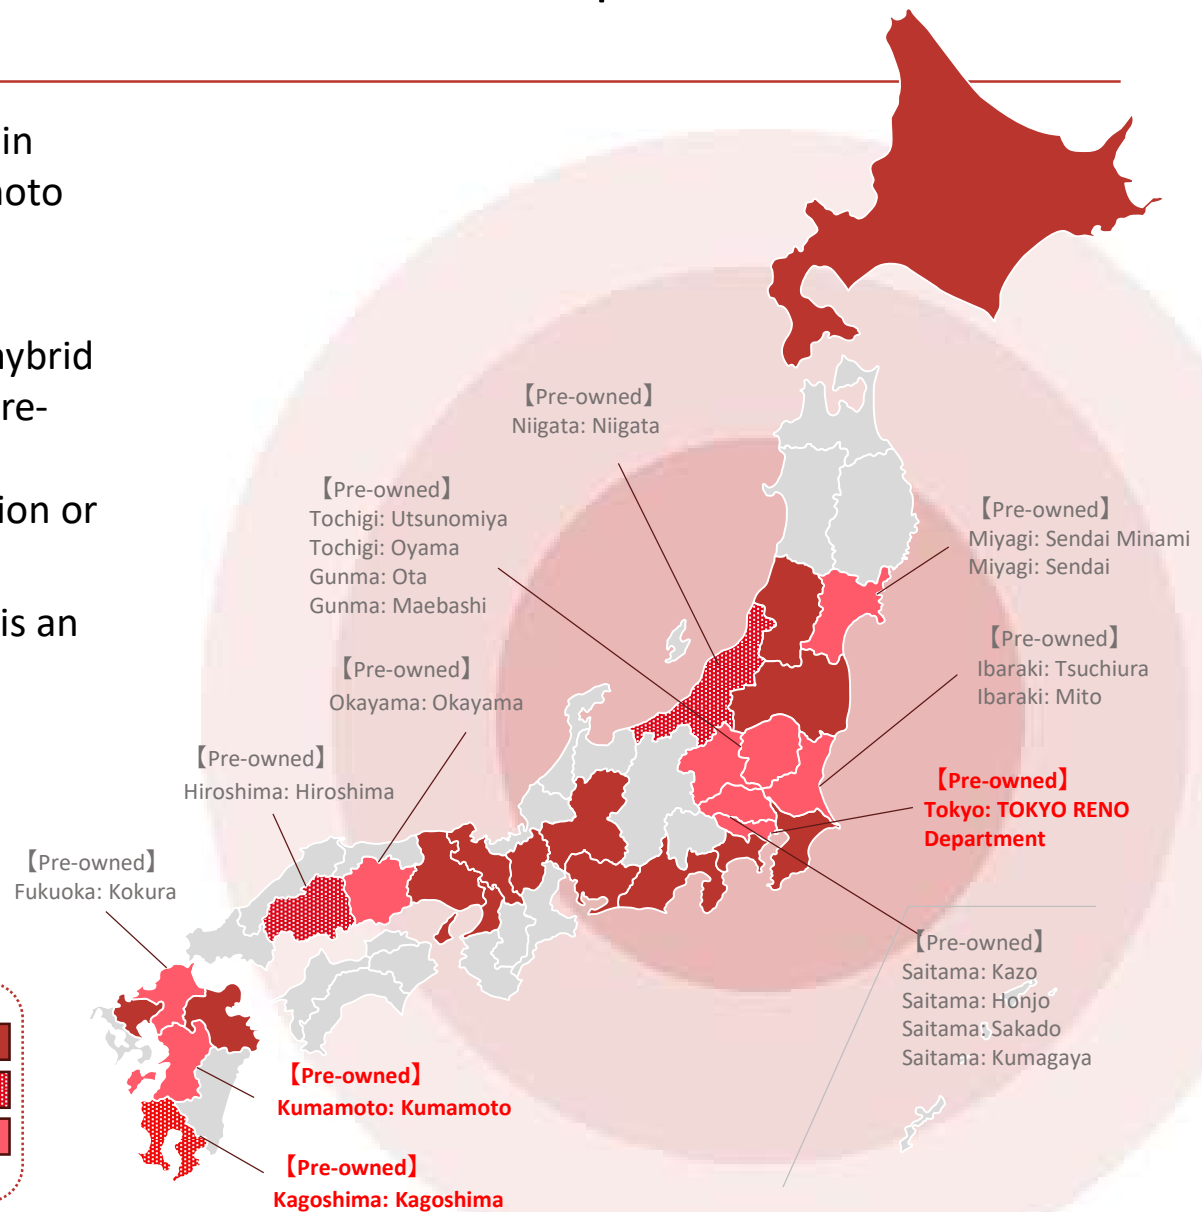 in
noto
hybrid
re-
ion or
is an
【Pre-owned】
Niigata: Niigata
【Pre-owned】
Tochigi: Utsunomiya
Tochigi: Oyama
Gunma: Ota
Gunma: Maebashi
【Pre-owned】
Miyagi: Sendai Minami
Miyagi: Sendai
【Pre-owned】
Ibaraki: Tsuchiura
Ibaraki: Mito
【Pre-owned】
Okayama: Okayama
【Pre-owned】
Hiroshima: Hiroshima
【Pre-owned】
Tokyo: TOKYO RENO
Department
【Pre-owned】
Fukuoka: Kokura
【Pre-owned】
Saitama: Kazo
Saitama: Honjo
Saitama: Sakado
Saitama: Kumagaya
【Pre-owned】
Kumamoto: Kumamoto
【Pre-owned】
Kagoshima: Kagoshima